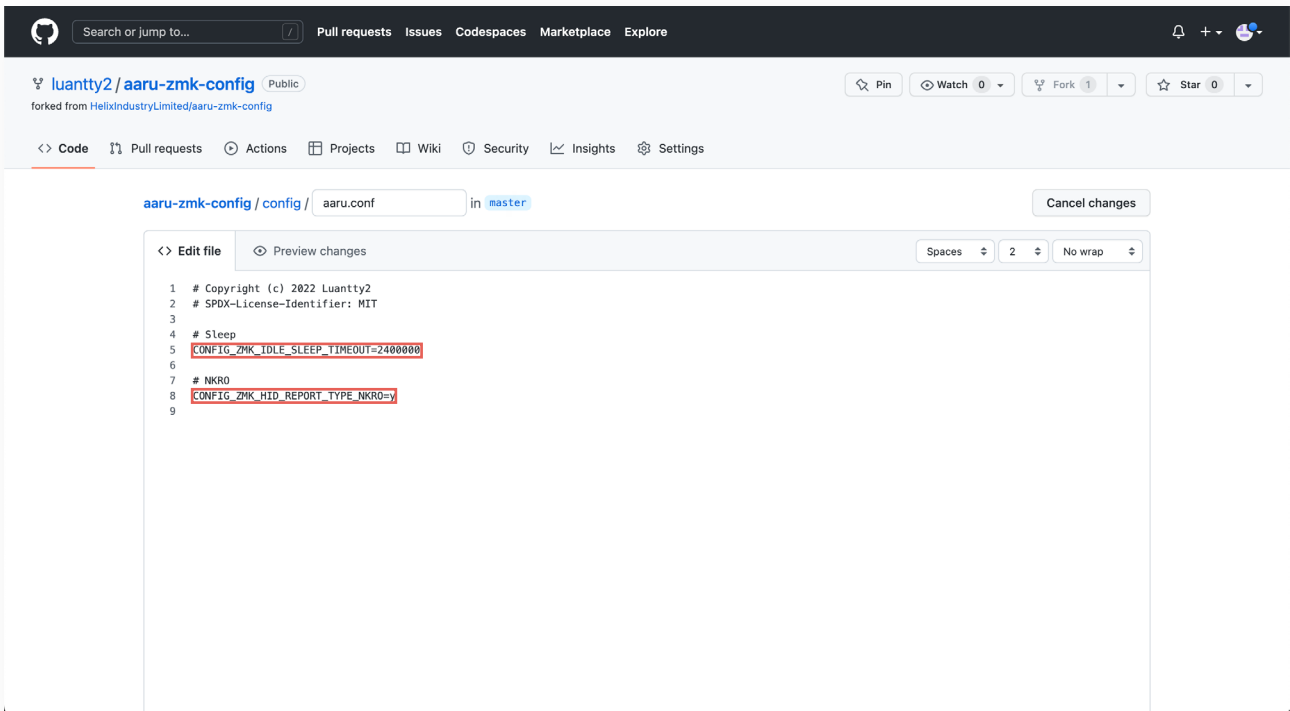 Search or jump to... / Pull requests Issues Codespaces Marketplace Explore
luantty2 / aaru-zmk-config Public Pin Watch 0 Fork 1 Star 0
forked from HelixIndustryLimited/aaru-zmk-config
<> Code Pull requests Actions Projects Wiki Security Insights Settings
aaru-zmk-config / config / aaru.conf in master Cancel changes
<> Edit file Preview changes Spaces 2 No wrap
1 # Copyright (c) 2022 Luantty2
2 # SPDX-License-Identifier: MIT
3
4 # Sleep
5 CONFIG_ZMK_IDLE_SLEEP_TIMEOUT=2400000
6
7 # NKRO
8 CONFIG_ZMK_HID_REPORT_TYPE_NKRO=y
9